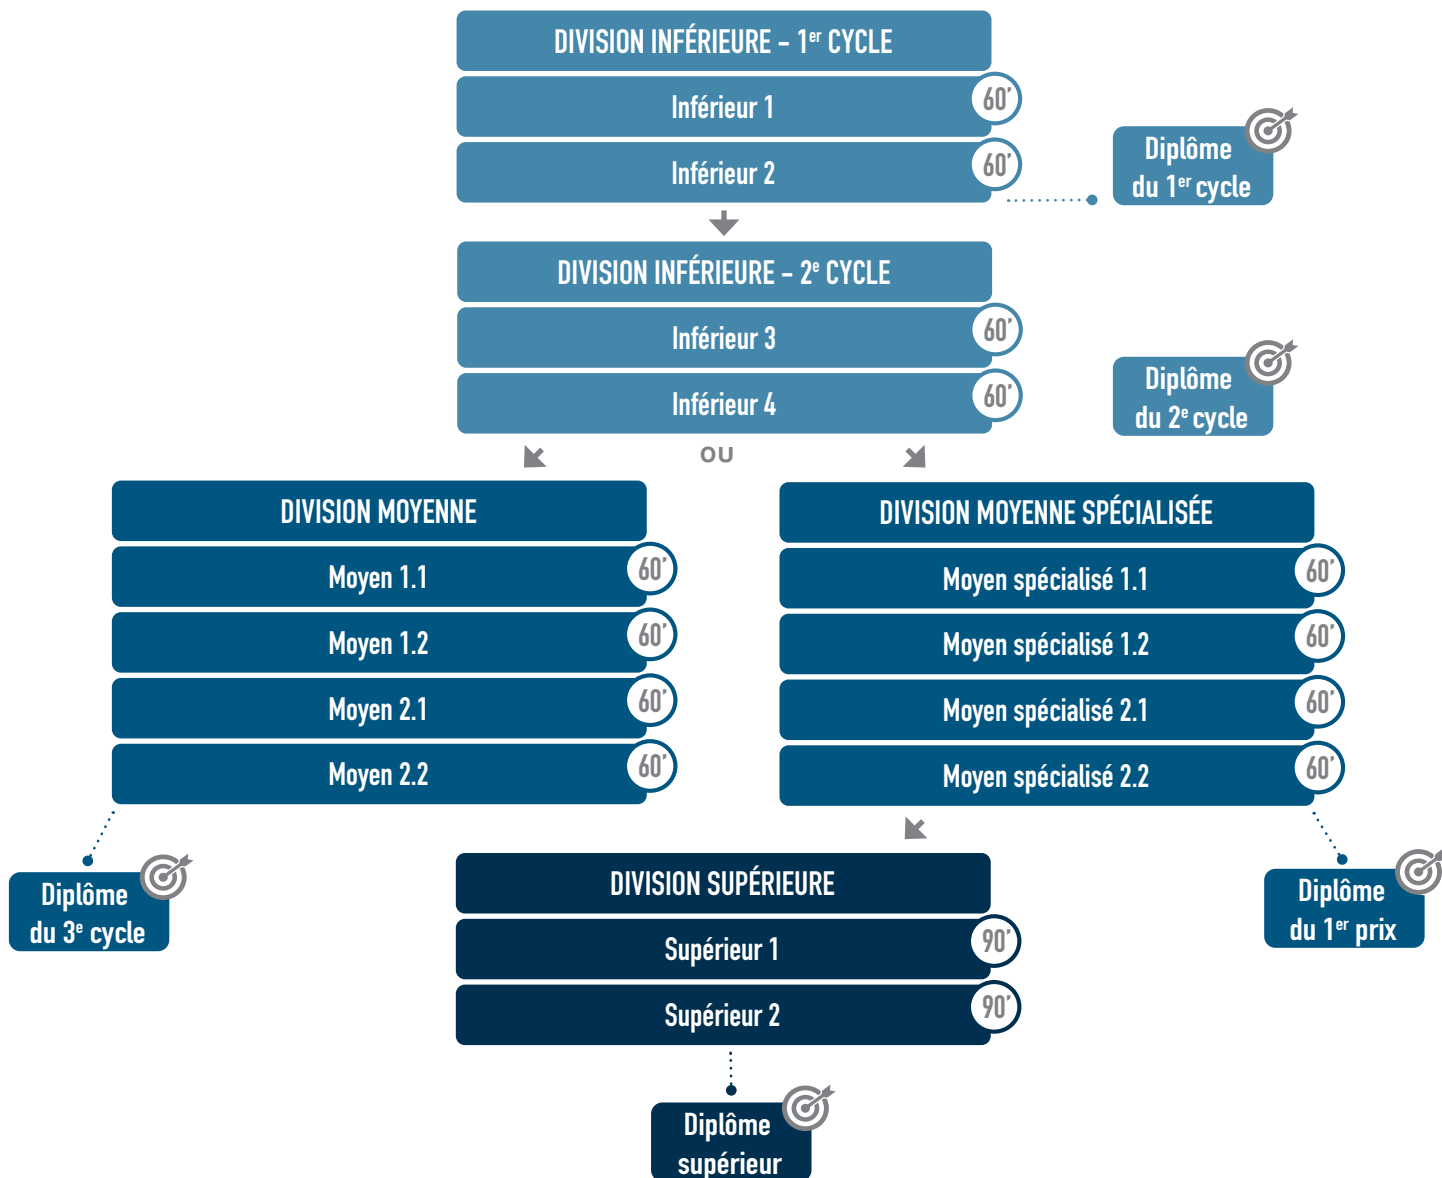 DIVISION INFÉRIEURE – 1er CYCLE
Inférieur 1
60’
Inférieur 2
60’
Diplôme
du 1er cycle
DIVISION INFÉRIEURE – 2e CYCLE
Inférieur 3
60’
Inférieur 4
60’
Diplôme
du 2e cycle
OU
DIVISION MOYENNE
Moyen 1.1
60’
Moyen 1.2
60’
Moyen 2.1
60’
Moyen 2.2
60’
Diplôme
du 3e cycle
DIVISION MOYENNE SPÉCIALISÉE
Moyen spécialisé 1.1
60’
Moyen spécialisé 1.2
60’
Moyen spécialisé 2.1
60’
Moyen spécialisé 2.2
60’
Diplôme
du 1er prix
DIVISION SUPÉRIEURE
Supérieur 1
90’
Supérieur 2
90’
Diplôme
supérieur